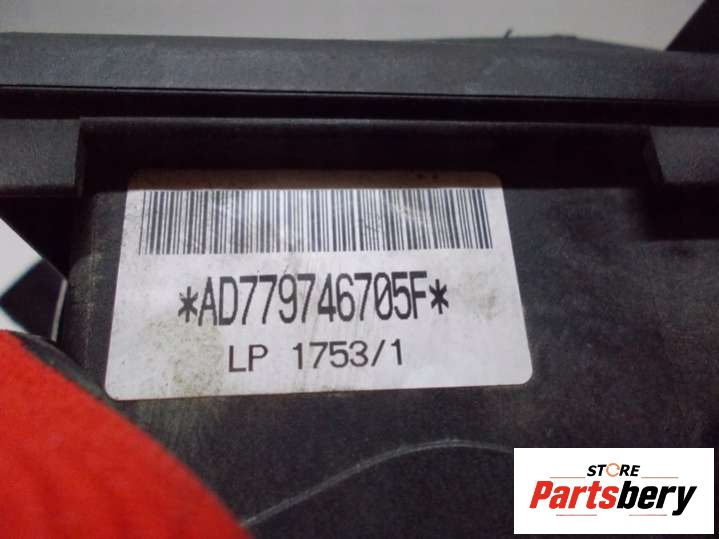 *AD779746705F*
LP 1753/1
STORE
Partsbery